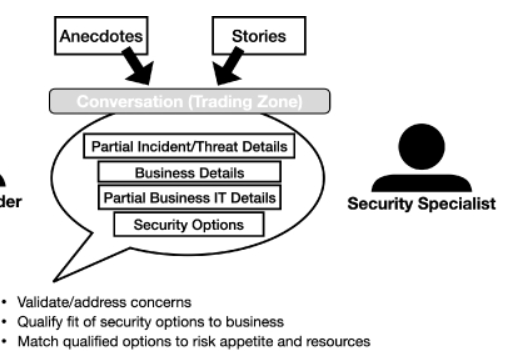 Anecdotes
Stories
Conversation (Trading Zone)
Partial Incident/Threat Details
Business Details
Partial Business IT Details
Security Options
der
Security Specialist
• Validate/address concerns
• Qualify fit of security options to business
• Match qualified options to risk appetite and resources